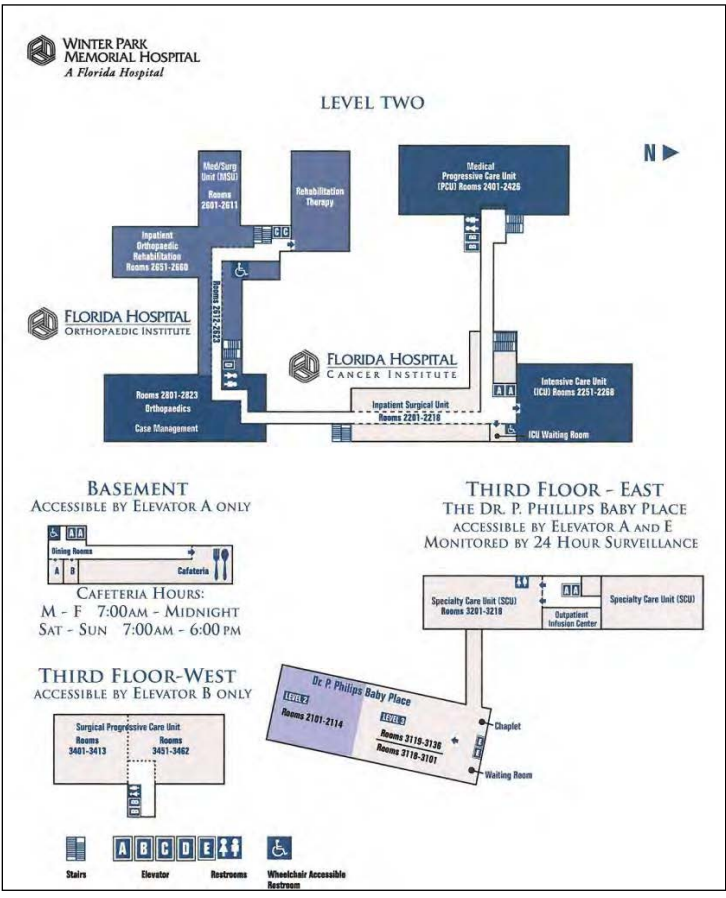 WINTER PARK
MEMORIAL HOSPITAL
A Florida Hospital
LEVEL TWO
N
Med/Surg
Unit (MSU)
Rooms
2601-2611
Rehabilitation
Therapy
Medical
Progressive Care Unit
(PCU) Rooms 2401-2426
Inpatient
Orthopaedic
Rehabilitation
Rooms 2651-2660
C C
Rooms 2612-2623
FLORIDA HOSPITAL
ORTHOPAEDIC INSTITUTE
FLORIDA HOSPITAL
CANCER INSTITUTE
Rooms 2801-2823
Orthopaedics
Case Management
Inpatient Surgical Unit
Rooms 2201-2218
A A
Intensive Care Unit
(ICU) Rooms 2251-2268
ICU Waiting Room
BASEMENT
ACCESSIBLE BY ELEVATOR A ONLY
A A
Dining Rooms
A B
Cafeteria
CAFETERIA HOURS:
M - F 7:00AM - MIDNIGHT
SAT - SUN 7:00AM - 6:00 PM
THIRD FLOOR - EAST
THE DR. P. PHILLIPS BABY PLACE
ACCESSIBLE BY ELEVATOR A AND E
MONITORED BY 24 HOUR SURVEILLANCE
Specialty Care Unit (SCU)
Rooms 3201-3218
A A
Outpatient
Infusion Center
Specialty Care Unit (SCU)
THIRD FLOOR-WEST
ACCESSIBLE BY ELEVATOR B ONLY
Surgical Progressive Care Unit
Rooms
3401-3413
Rooms
3451-3462
Dr. P. Philips Baby Place
LEVEL 2
Rooms 2101-2114
LEVEL 3
Rooms 3119-3136
Rooms 3118-3101
E
E
Chaplet
Waiting Room
A B C D E
Stairs
Elevator
Restrooms
Wheelchair Accessible
Restroom